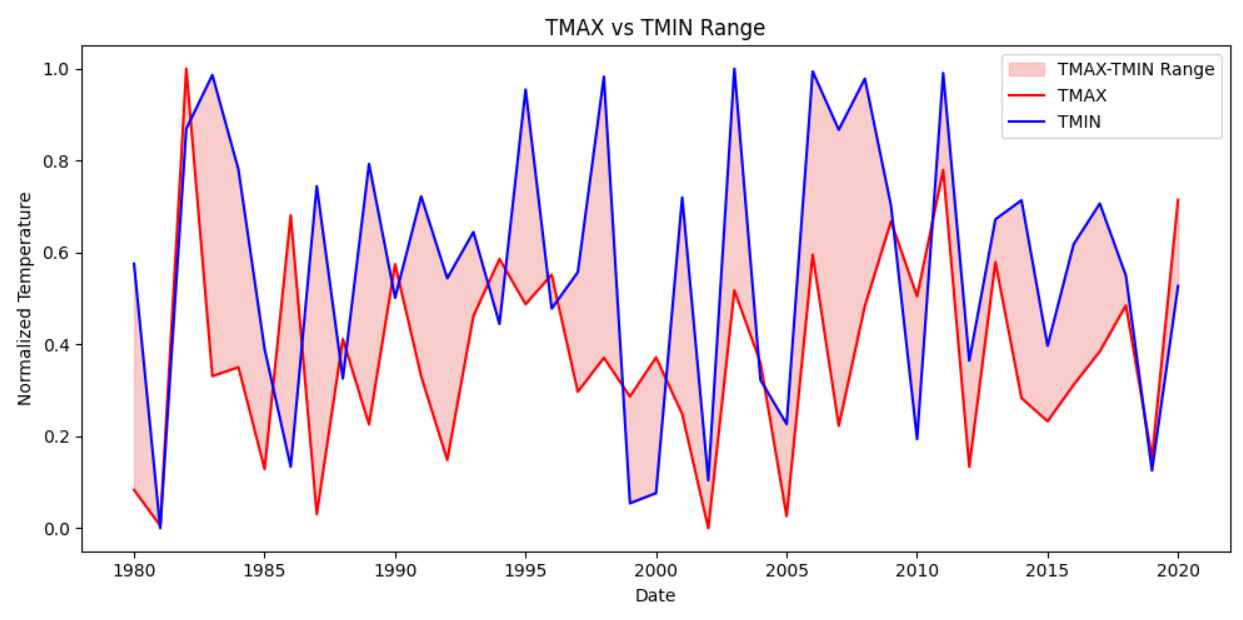 TMAX vs TMIN Range
TMAX-TMIN Range
TMAX
TMIN
Normalized Temperature
1.0
0.8
0.6
0.4
0.2
0.0
1980 1985 1990 1995 2000 2005 2010 2015 2020
Date